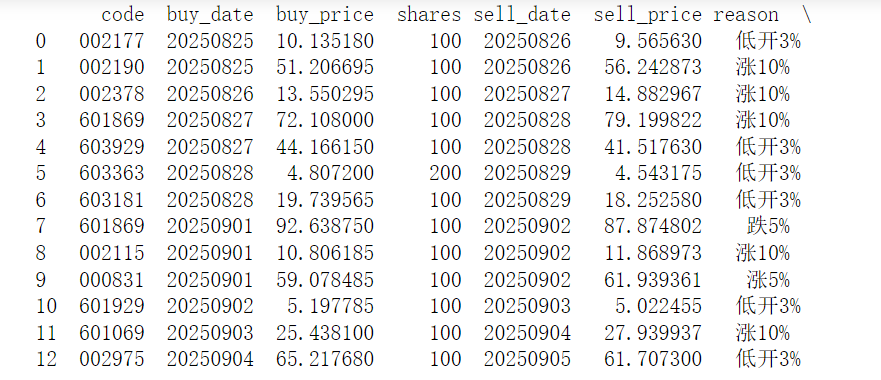 code buy_date buy_price shares sell_date sell_price reason \
0 002177 20250825 10.135180 100 20250826 9.565630 低开3%
1 002190 20250825 51.206695 100 20250826 56.242873 涨10%
2 002378 20250826 13.550295 100 20250827 14.882967 涨10%
3 601869 20250827 72.108000 100 20250828 79.199822 涨10%
4 603929 20250827 44.166150 100 20250828 41.517630 低开3%
5 603363 20250828 4.807200 200 20250829 4.543175 低开3%
6 603181 20250828 19.739565 100 20250829 18.252580 低开3%
7 601869 20250901 92.638750 100 20250902 87.874802 跌5%
8 002115 20250901 10.806185 100 20250902 11.868973 涨10%
9 000831 20250901 59.078485 100 20250902 61.939361 涨5%
10 601929 20250902 5.197785 100 20250903 5.022455 低开3%
11 601069 20250903 25.438100 100 20250904 27.939937 涨10%
12 002975 20250904 65.217680 100 20250905 61.707300 低开3%